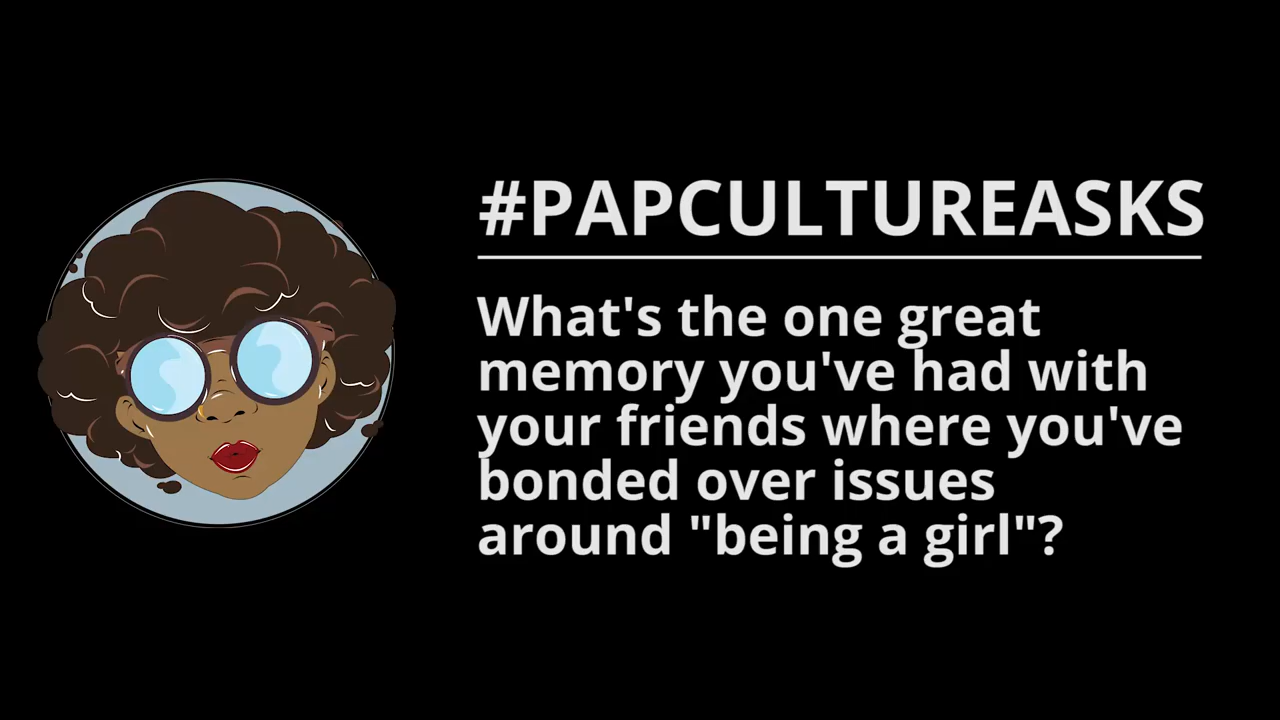 #PAPCULTUREASKS
What's the one great
memory you've had with
your friends where you've
bonded over issues
around "being a girl"?